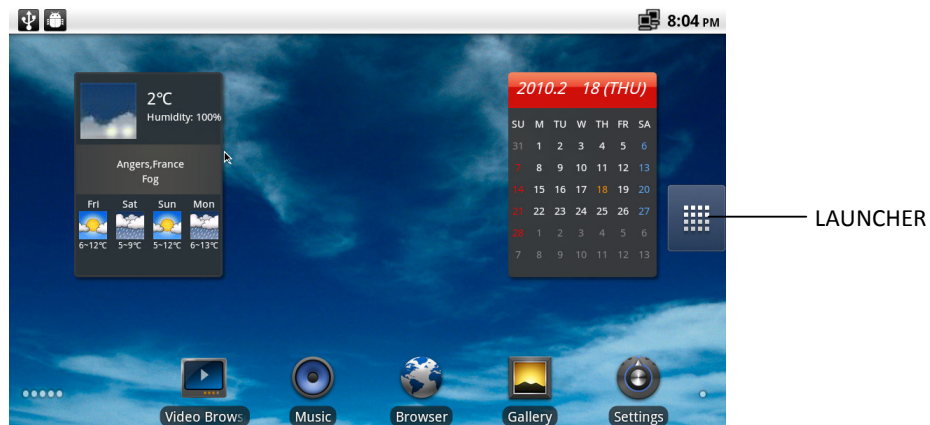 8:04 PM
2°C
Humidity: 100%
Angers,France
Fog
Fri Sat Sun Mon
6~12°C 5~9°C 5~12°C 6~13°C
2010.2 18 (THU)
SU M TU W TH FR SA
31 1 2 3 4 5 6
7 8 9 10 11 12 13
14 15 16 17 18 19 20
21 22 23 24 25 26 27
28 1 2 3 4 5 6
7 8 9 10 11 12 13
LAUNCHER
Video Brows
Music
Browser
Gallery
Settings